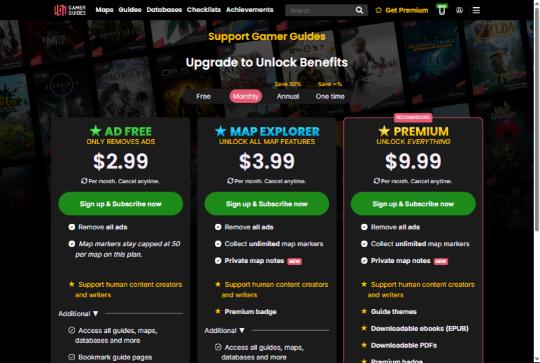 GAMER GUIDES
Maps Guides Databases Checklists Achievements
Search
Get Premium
NEW
Support Gamer Guides
Upgrade to Unlock Benefits
Free
Monthly
Save 50%
Annual
Save ~%
One time
AD FREE
ONLY REMOVES ADS
$2.99
Per month. Cancel anytime.
Sign up & Subscribe now
Remove all ads
Map markers stay capped at 50
per map on this plan.
Support human content creators
and writers
Additional ▼
Access all guides, maps,
databases and more
Bookmark guide pages
MAP EXPLORER
UNLOCK ALL MAP FEATURES
$3.99
Per month. Cancel anytime.
Sign up & Subscribe now
Remove all ads
Collect unlimited map markers
Private map notes NEW
Support human content creators
and writers
Premium badge
Additional ▼
Access all guides, maps,
databases and more
RECOMMENDED
PREMIUM
UNLOCK EVERYTHING
$9.99
Per month. Cancel anytime.
Sign up & Subscribe now
Remove all ads
Collect unlimited map markers
Private map notes NEW
Support human content creators
and writers
Guide themes
Downloadable ebooks (EPUB)
Downloadable PDFs
Premium badge